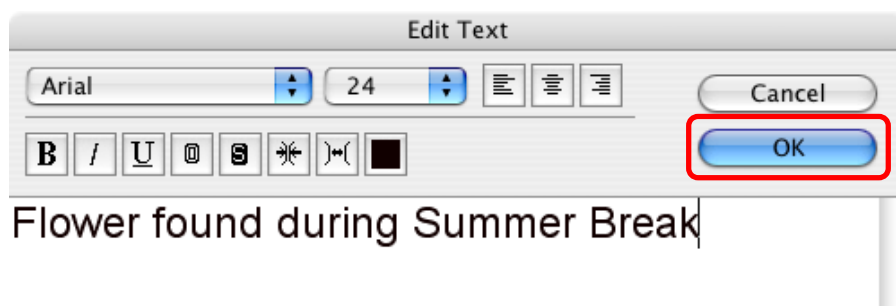 Edit Text
Arial 24 Cancel
B I U O S OK
Flower found during Summer Break